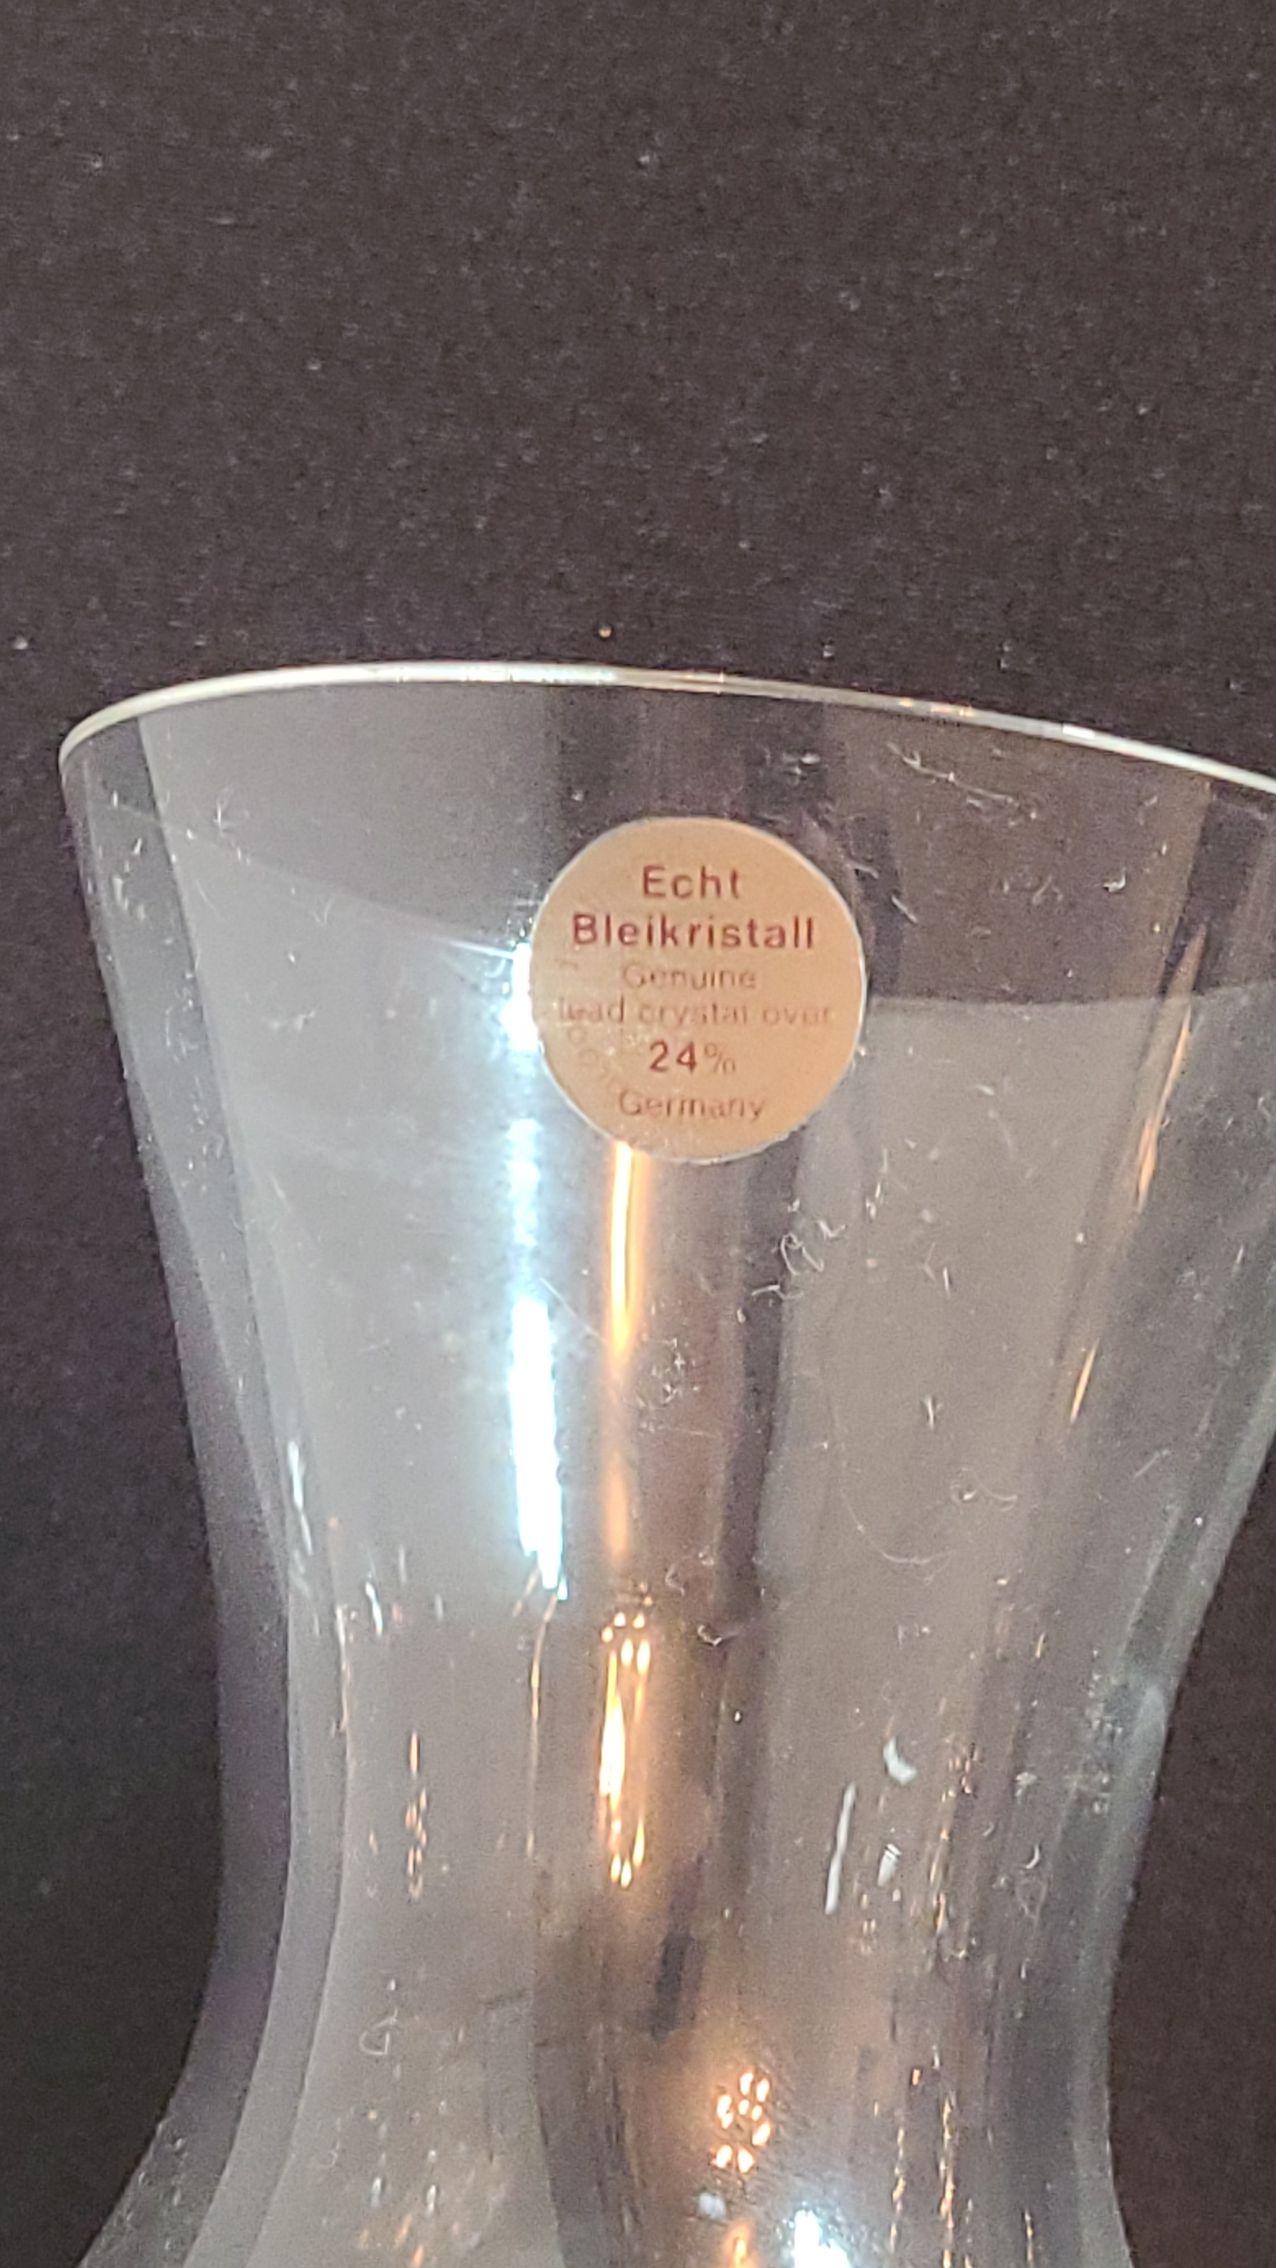 Echt
Bleikristall
Genuine
lead crystal over
24%
Germany